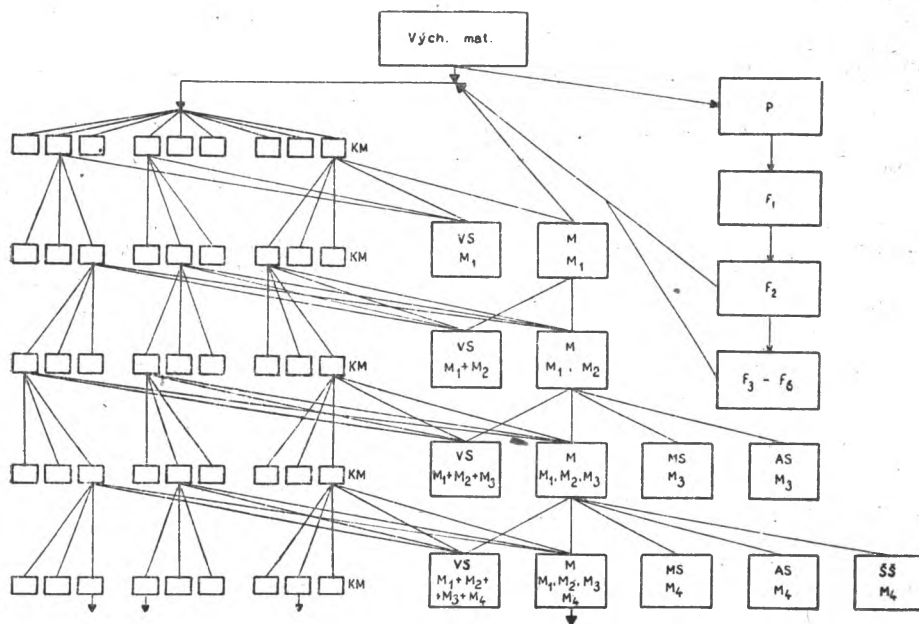 Vých. mat.
P
KM
F₁
VS
M₁
M
M₁
KM
F₂
VS
M₁+M₂
M
M₁, M₂
KM
F₃ - F₆
VS
M₁+M₂+M₃
M
M₁, M₂, M₃
MS
M₃
AS
M₃
KM
VS
M₁+M₂+
+M₃+M₄
M
M₁, M₂, M₃
M₄
MS
M₄
AS
M₄
ŠŠ
M₄
KM